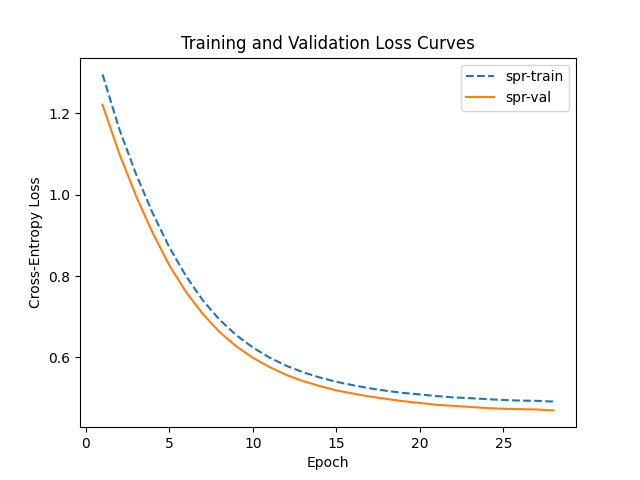 Training and Validation Loss Curves
spr-train
spr-val
Cross-Entropy Loss
1.2
1.0
0.8
0.6
0 5 10 15 20 25
Epoch